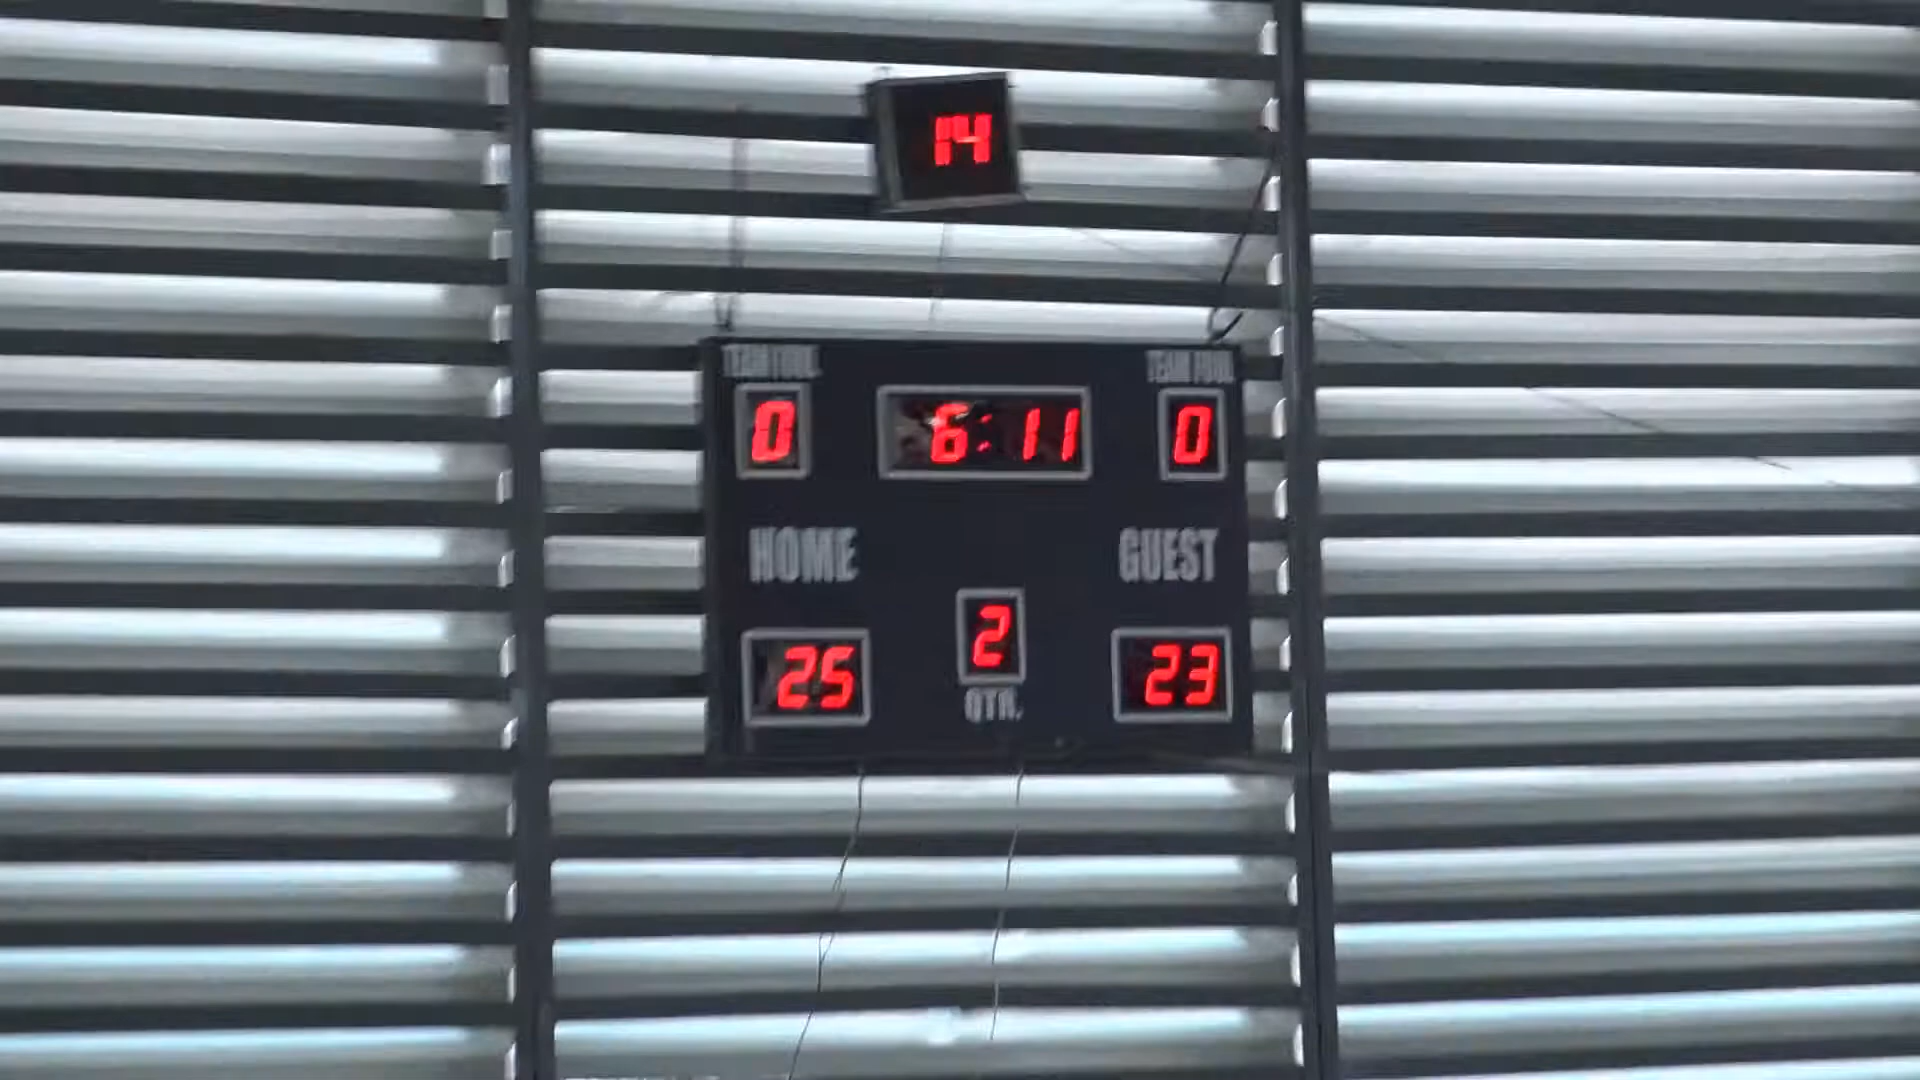 14
TEAM FOUL TEAM FOUL
0 6:11 0
HOME GUEST
2
25 23
QTR.